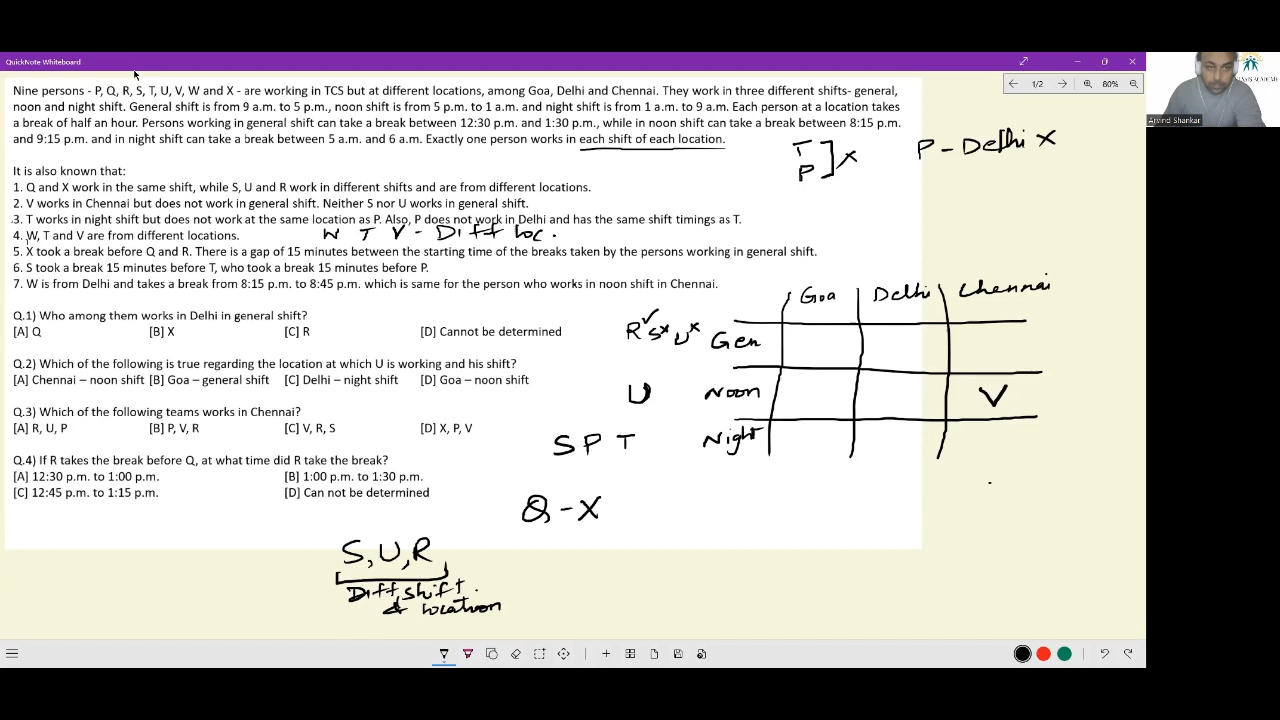 QuickNote Whiteboard
1/2
80%
Arvind Shankar
Nine persons - P, Q, R, S, T, U, V, W and X - are working in TCS but at different locations, among Goa, Delhi and Chennai. They work in three different shifts- general,
noon and night shift. General shift is from 9 a.m. to 5 p.m., noon shift is from 5 p.m. to 1 a.m. and night shift is from 1 a.m. to 9 a.m. Each person at a location takes
a break of half an hour. Persons working in general shift can take a break between 12:30 p.m. and 1:30 p.m., while in noon shift can take a break between 8:15 p.m.
and 9:15 p.m. and in night shift can take a break between 5 a.m. and 6 a.m. Exactly one person works in each shift of each location.
T
P ] X
P - Delhi X
It is also known that:
1. Q and X work in the same shift, while S, U and R work in different shifts and are from different locations.
2. V works in Chennai but does not work in general shift. Neither S nor U works in general shift.
3. T works in night shift but does not work at the same location as P. Also, P does not work in Delhi and has the same shift timings as T.
4. W, T and V are from different locations.
W T V - Diff loc.
5. X took a break before Q and R. There is a gap of 15 minutes between the starting time of the breaks taken by the persons working in general shift.
6. S took a break 15 minutes before T, who took a break 15 minutes before P.
7. W is from Delhi and takes a break from 8:15 p.m. to 8:45 p.m. which is same for the person who works in noon shift in Chennai.
Goa Delhi Chennai
Q.1) Who among them works in Delhi in general shift?
[A] Q [B] X [C] R [D] Cannot be determined
R✓ Sx Ux Gen
Q.2) Which of the following is true regarding the location at which U is working and his shift?
[A] Chennai – noon shift [B] Goa – general shift [C] Delhi – night shift [D] Goa – noon shift
U Noon V
Q.3) Which of the following teams works in Chennai?
[A] R, U, P [B] P, V, R [C] V, R, S [D] X, P, V
S P T Night
Q.4) If R takes the break before Q, at what time did R take the break?
[A] 12:30 p.m. to 1:00 p.m. [B] 1:00 p.m. to 1:30 p.m.
[C] 12:45 p.m. to 1:15 p.m. [D] Can not be determined
Q - X
S, U, R
Diff shift.
& location